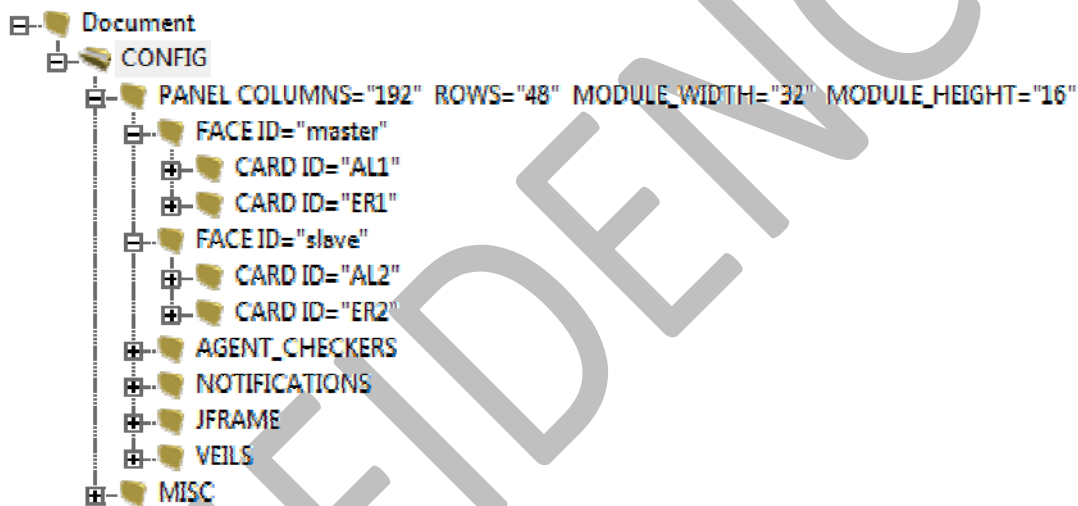 Document
CONFIG
PANEL COLUMNS="192" ROWS="48" MODULE_WIDTH="32" MODULE_HEIGHT="16"
FACE ID="master"
CARD ID="AL1"
CARD ID="ER1"
FACE ID="slave"
CARD ID="AL2"
CARD ID="ER2"
AGENT_CHECKERS
NOTIFICATIONS
JFRAME
VEILS
MISC